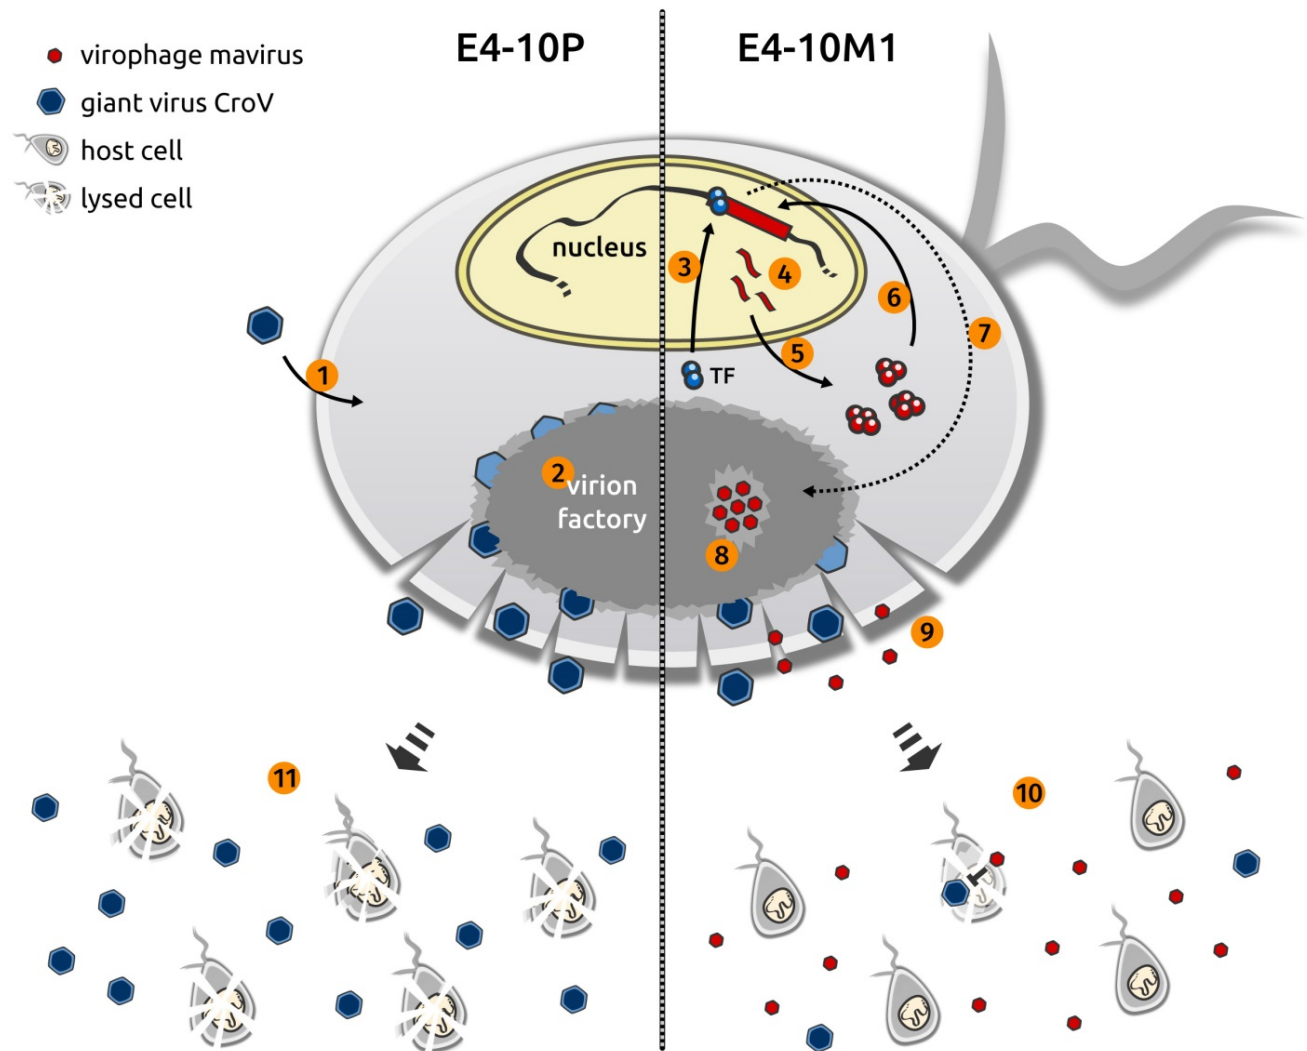 E4-10P
E4-10M1
virophage mavirus
giant virus CroV
host cell
lysed cell
nucleus
3
4
6
7
1
5
TF
2
virion
factory
8
9
11
10